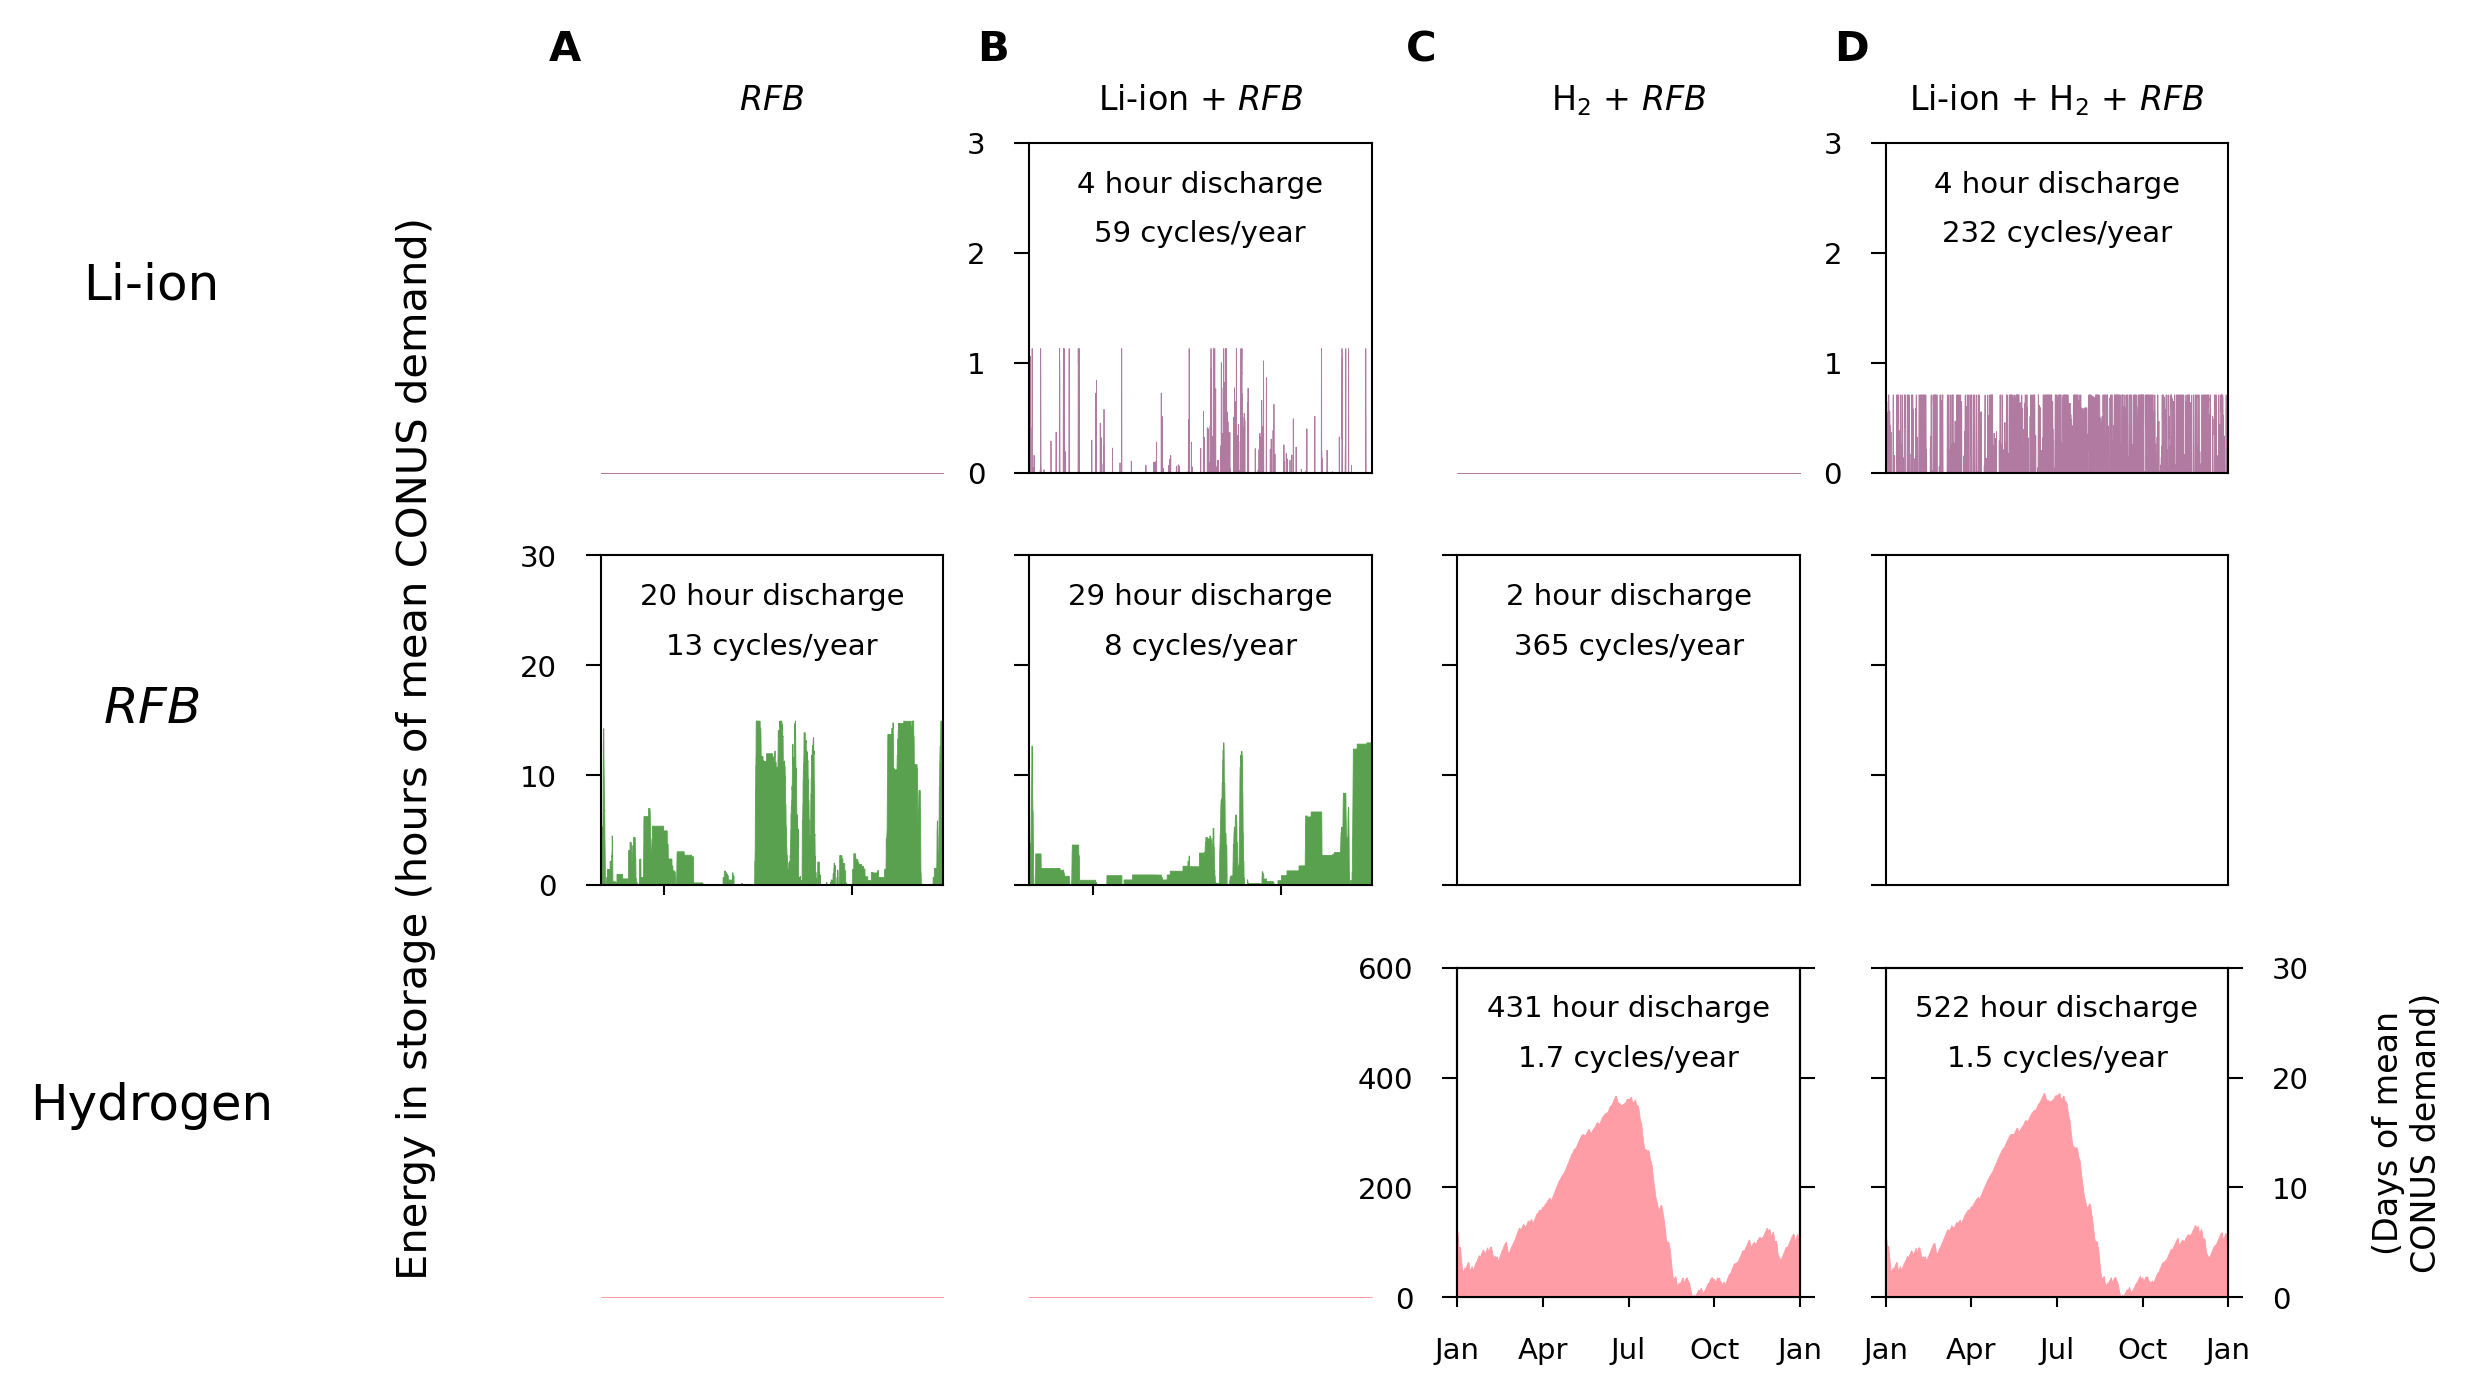 A
B
C
D
RFB
Li-ion + RFB
H₂ + RFB
Li-ion + H₂ + RFB
Li-ion
RFB
Hydrogen
Energy in storage (hours of mean CONUS demand)
3
2
1
0
4 hour discharge
59 cycles/year
3
2
1
0
4 hour discharge
232 cycles/year
30
20
10
0
20 hour discharge
13 cycles/year
29 hour discharge
8 cycles/year
2 hour discharge
365 cycles/year
600
400
200
0
431 hour discharge
1.7 cycles/year
522 hour discharge
1.5 cycles/year
30
20
10
0
(Days of mean
CONUS demand)
Jan Apr Jul Oct Jan
Jan Apr Jul Oct Jan